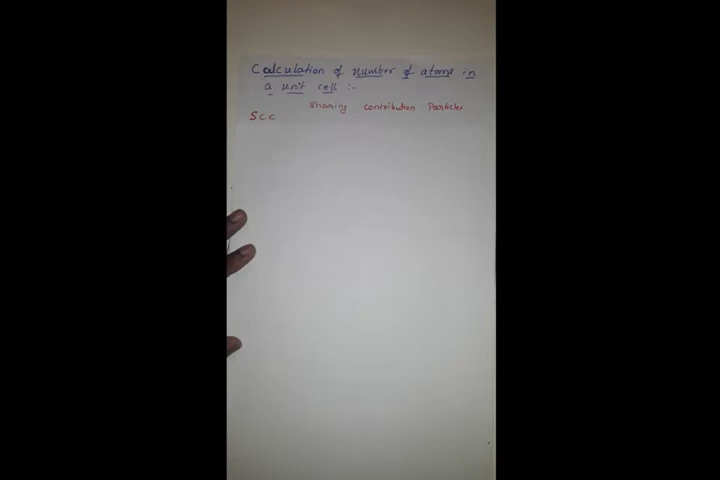 Calculation of number of atoms in
a unit cell :-
Sharing contribution Particles
SCC